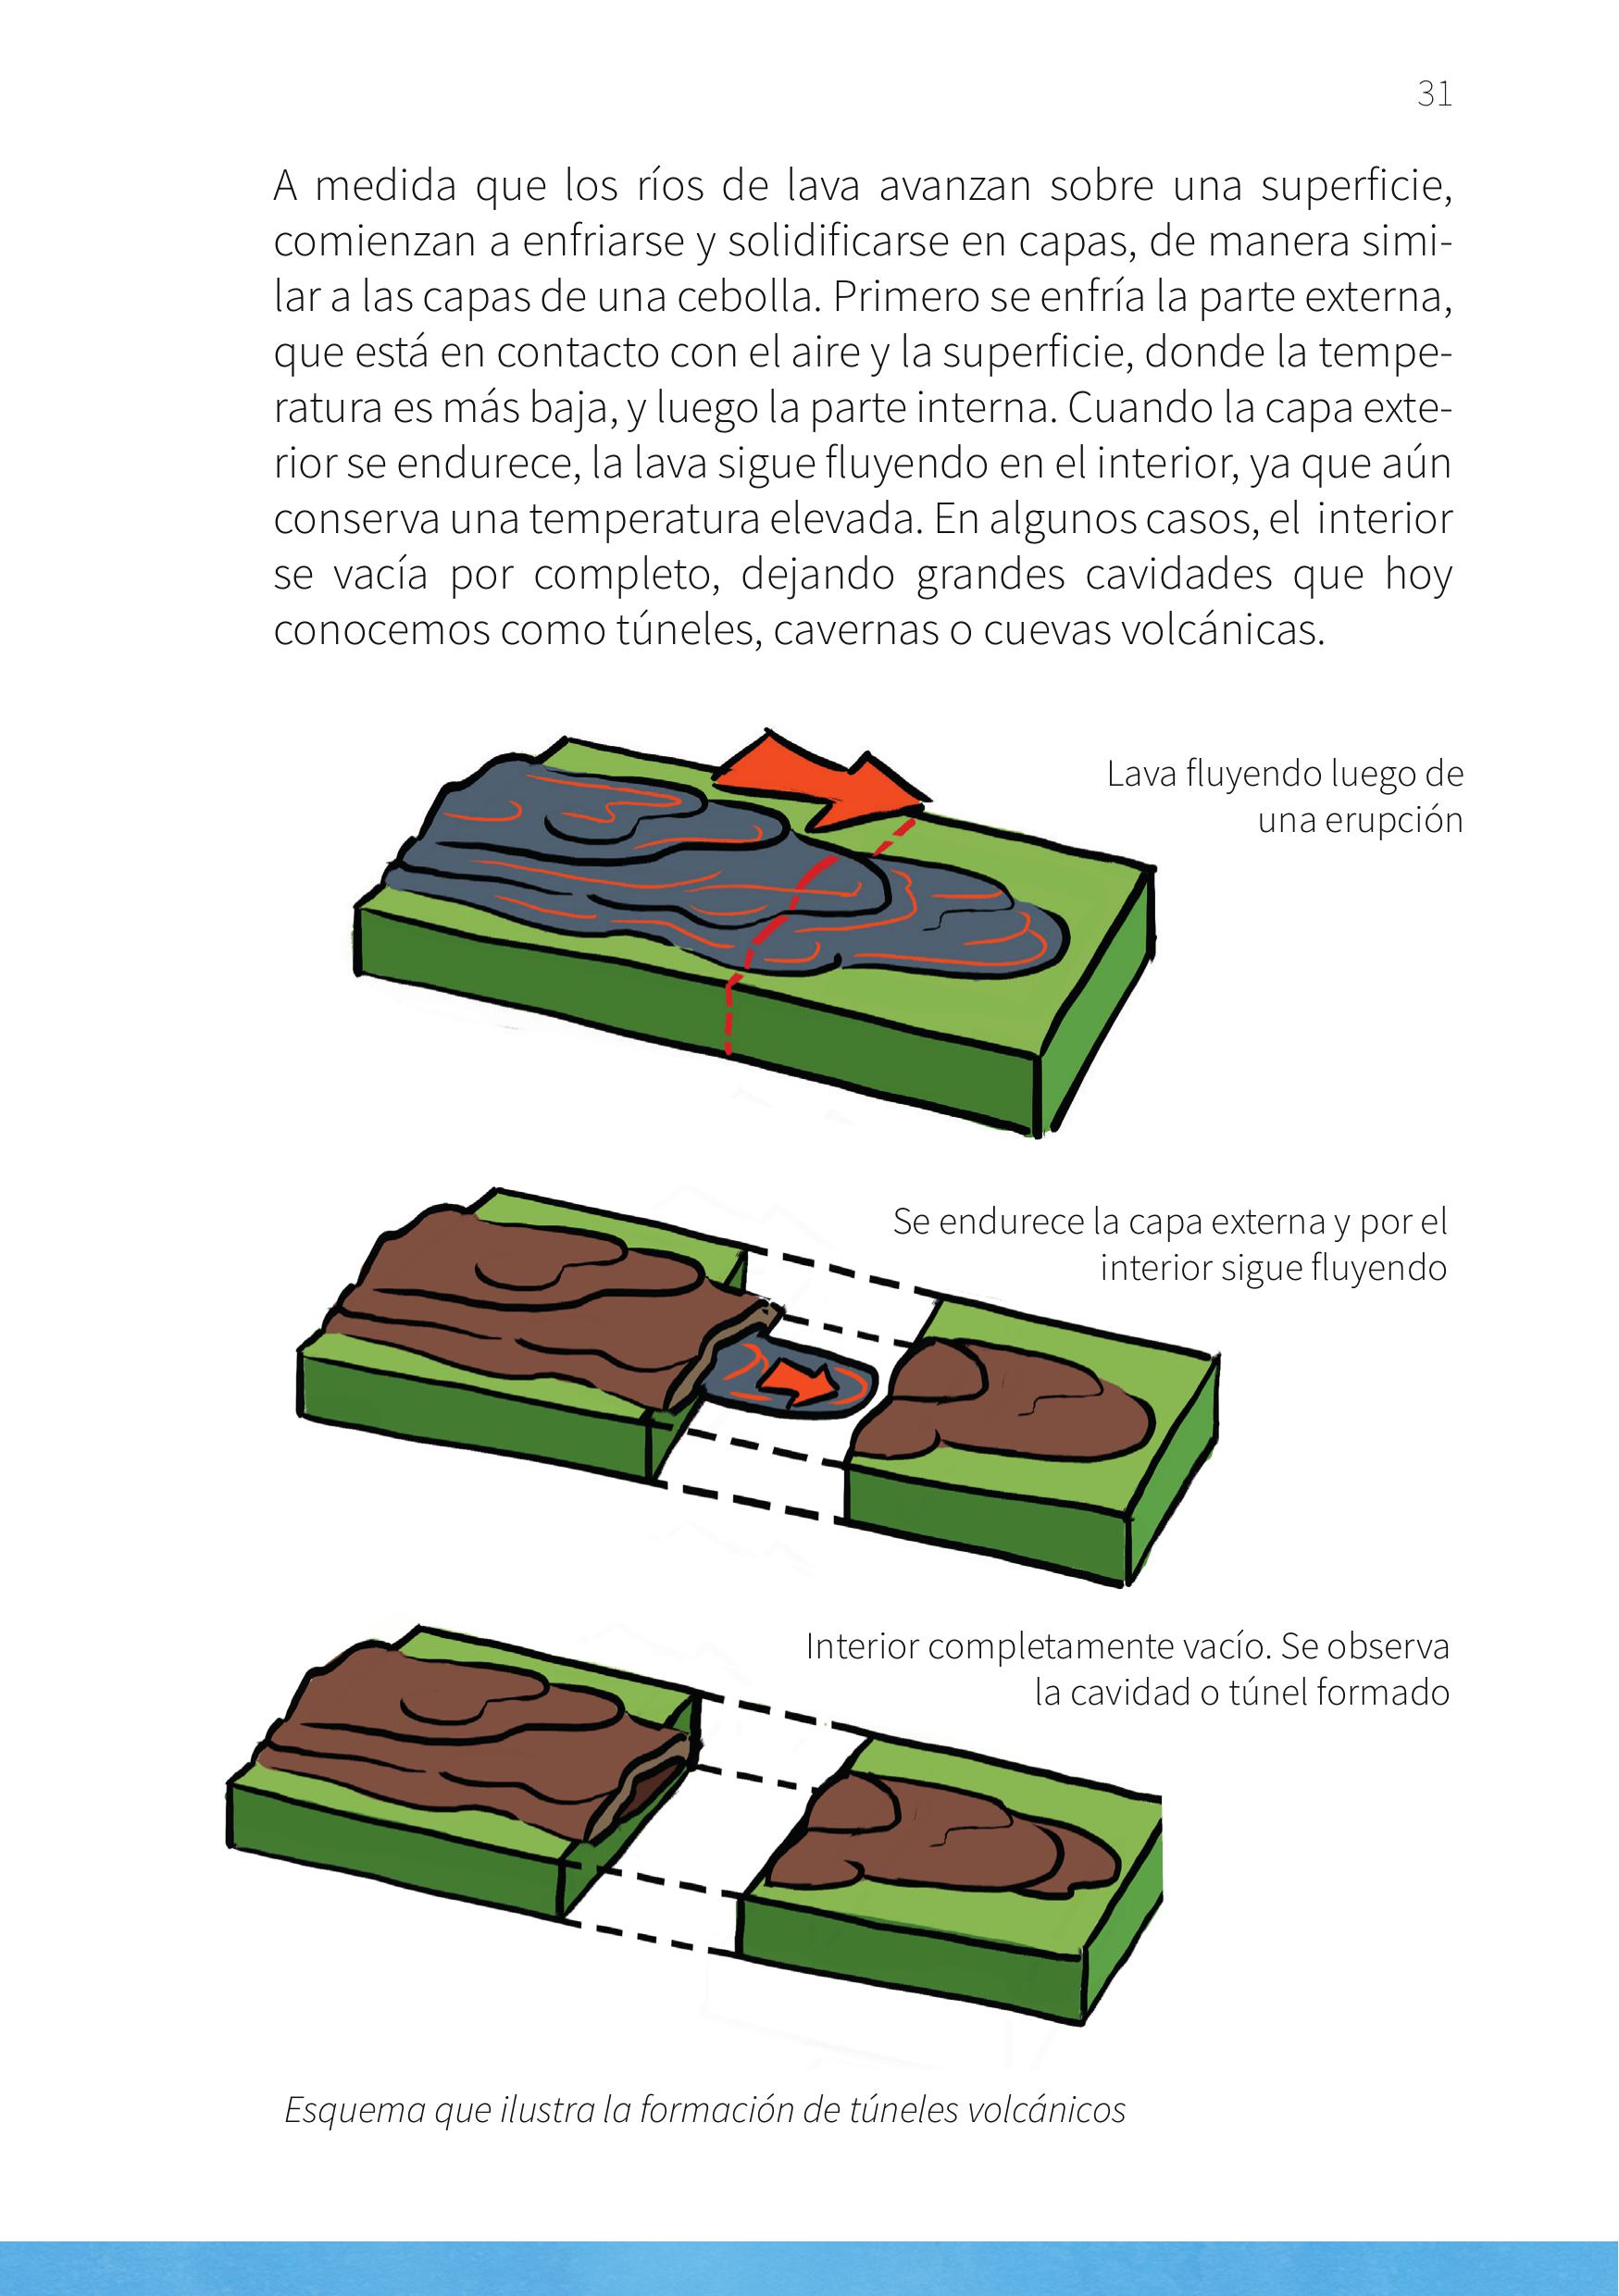 31
A medida que los ríos de lava avanzan sobre una superficie,
comienzan a enfriarse y solidificarse en capas, de manera simi-
lar a las capas de una cebolla. Primero se enfría la parte externa,
que está en contacto con el aire y la superficie, donde la tempe-
ratura es más baja, y luego la parte interna. Cuando la capa exte-
rior se endurece, la lava sigue fluyendo en el interior, ya que aún
conserva una temperatura elevada. En algunos casos, el interior
se vacía por completo, dejando grandes cavidades que hoy
conocemos como túneles, cavernas o cuevas volcánicas.
Lava fluyendo luego de
una erupción
Se endurece la capa externa y por el
interior sigue fluyendo
Interior completamente vacío. Se observa
la cavidad o túnel formado
Esquema que ilustra la formación de túneles volcánicos